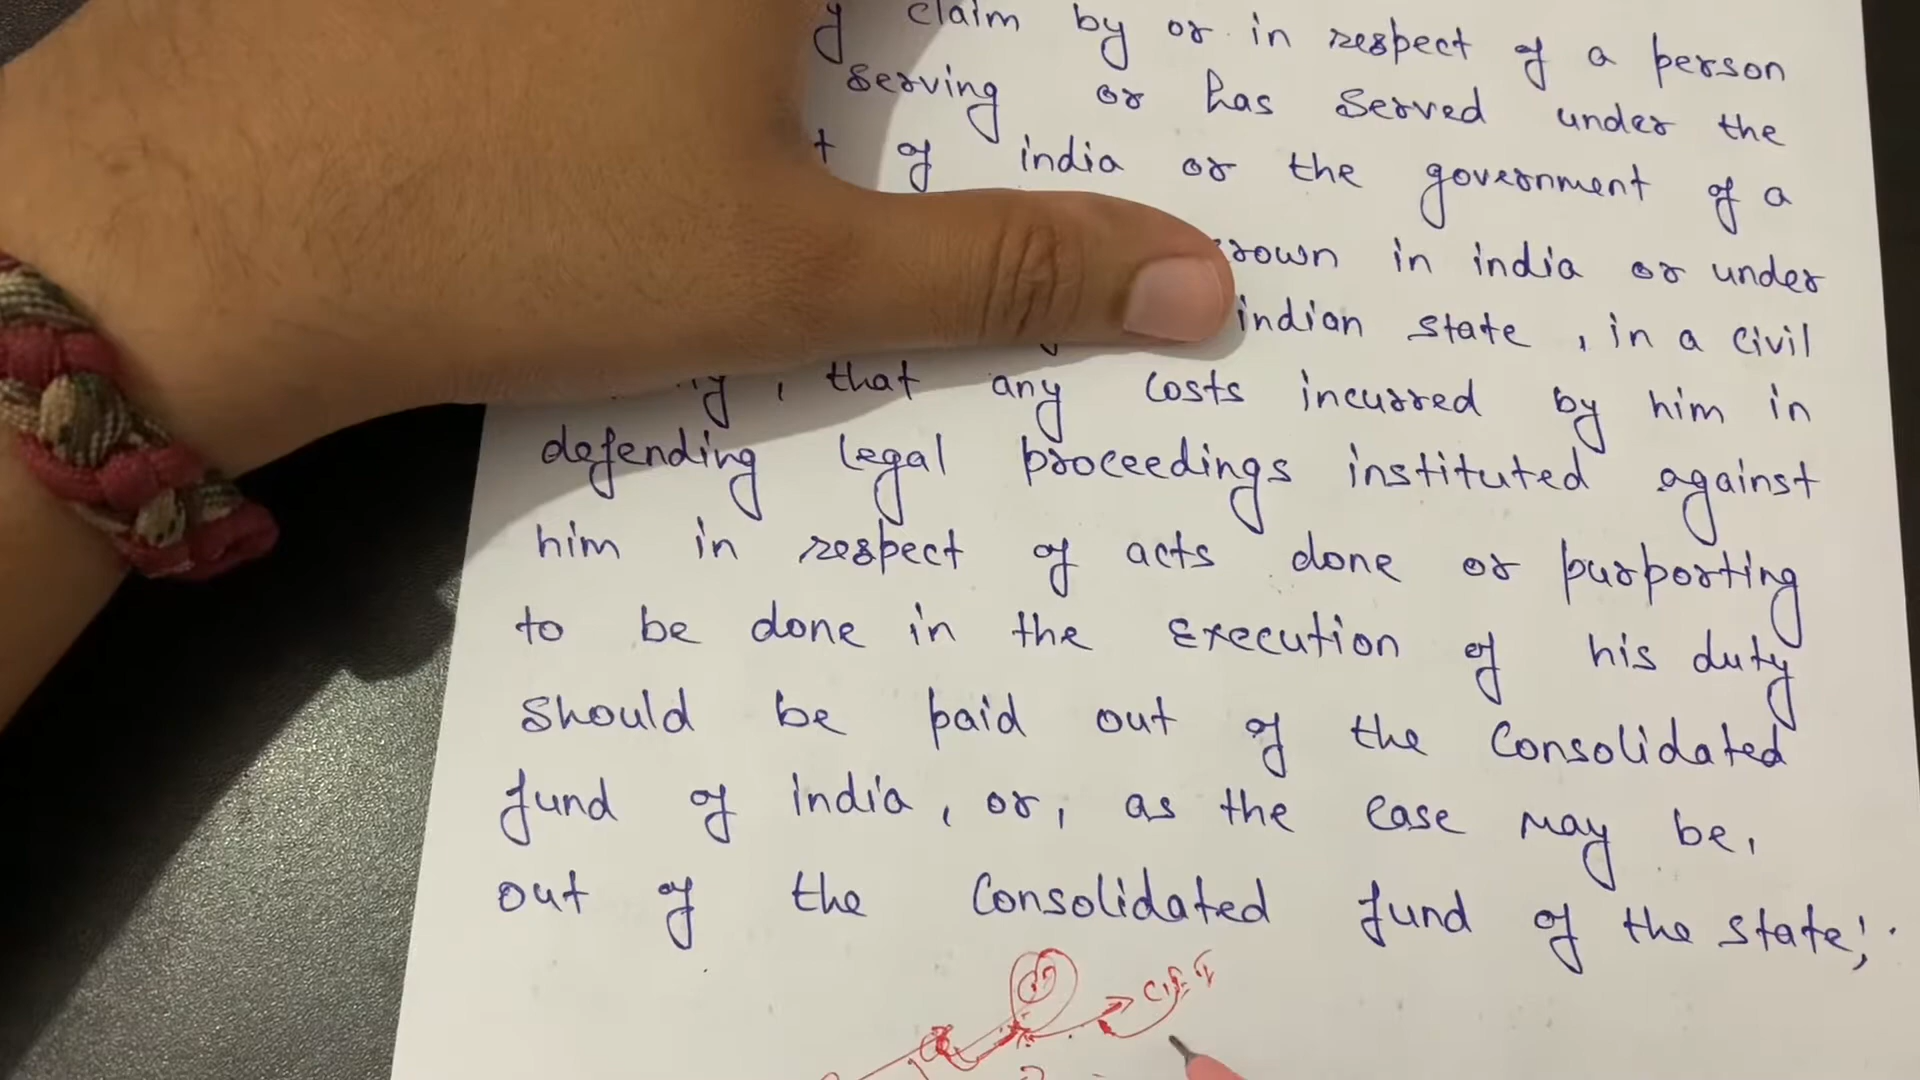 y claim by or in respect of a person
serving or has served under the
t of india or the government of a
rown in india or under
indian state, in a civil
y, that any costs incurred by him in
defending legal proceedings instituted against
him in respect of acts done or purporting
to be done in the Execution of his duty
should be paid out of the Consolidated
fund of india, or, as the case may be,
out of the Consolidated fund of the state;